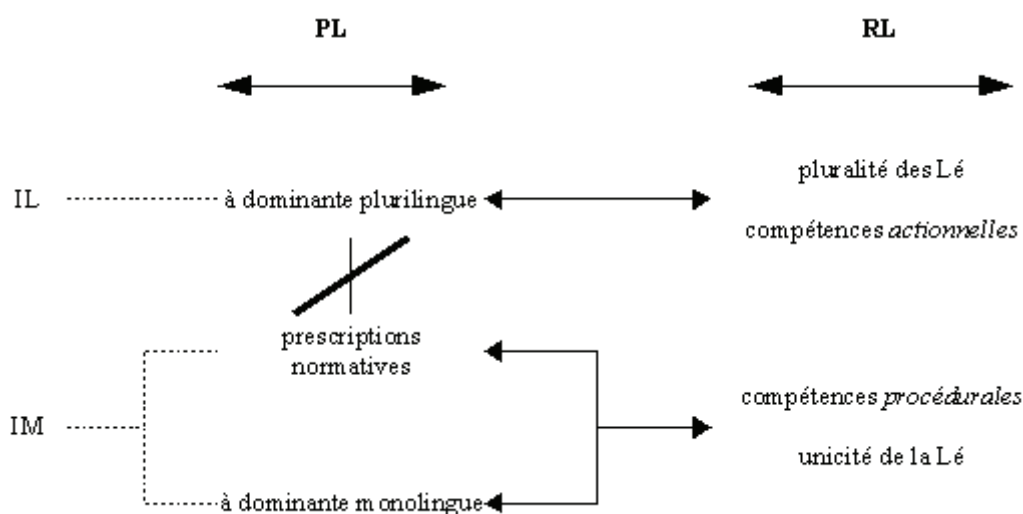 PL
RL
pluralité des Lé
IL
à dominante plurilingue
compétences actionnelles
prescriptions
normatives
compétences procédurales
IM
unicité de la Lé
à dominante monolingue